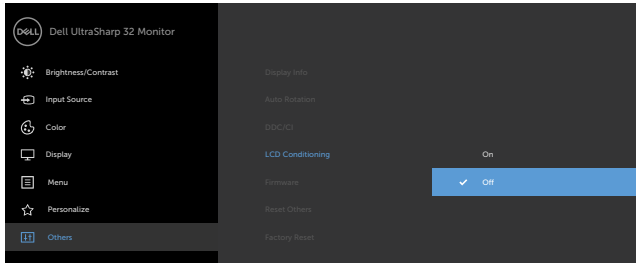 DELL
Dell UltraSharp 32 Monitor
Brightness/Contrast
Input Source
Color
Display
Menu
Personalize
Others
Display Info
Auto Rotation
DDC/CI
LCD Conditioning
Firmware
Reset Others
Factory Reset
On
Off